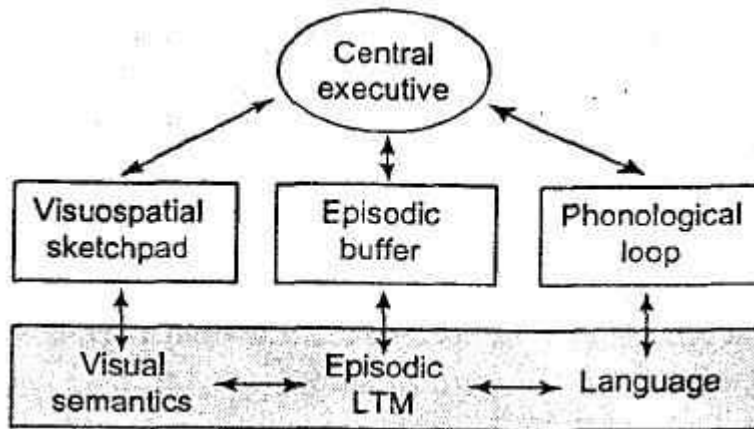 Central
executive
Visuospatial
sketchpad
Episodic
buffer
Phonological
loop
Visual
semantics
Episodic
LTM
Language